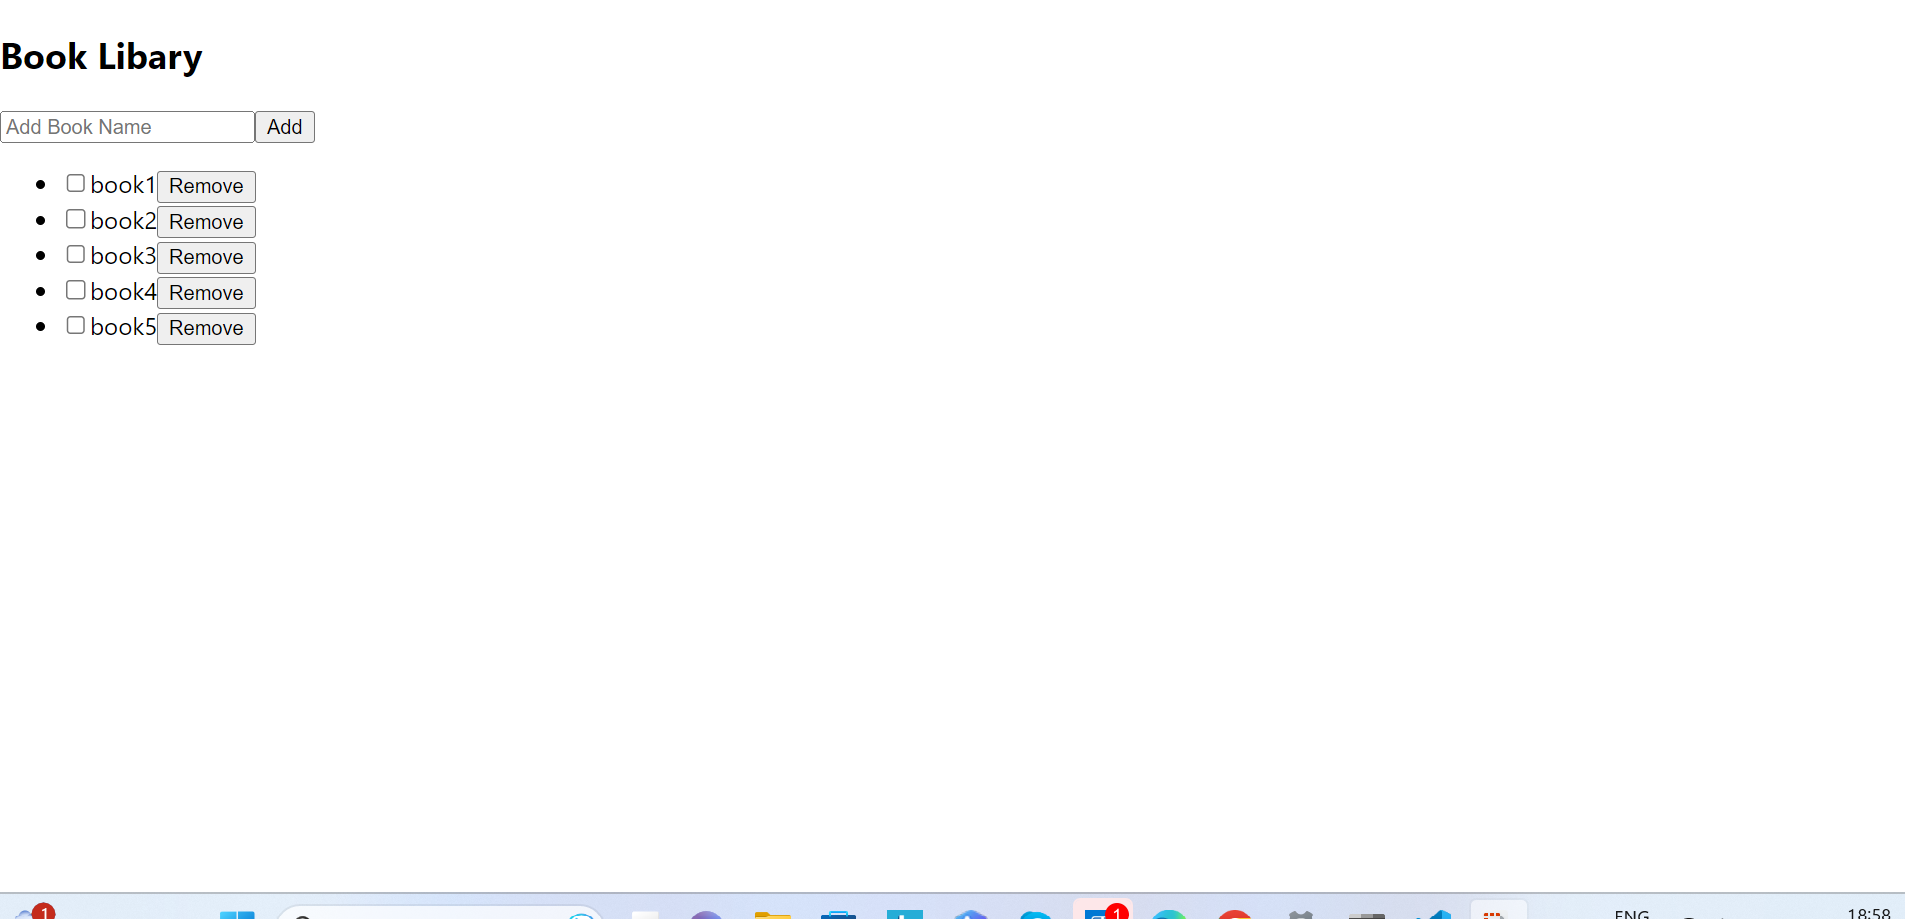 Book Libary
Add Book Name Add
book1 Remove
book2 Remove
book3 Remove
book4 Remove
book5 Remove
1 1 ENG 18:58